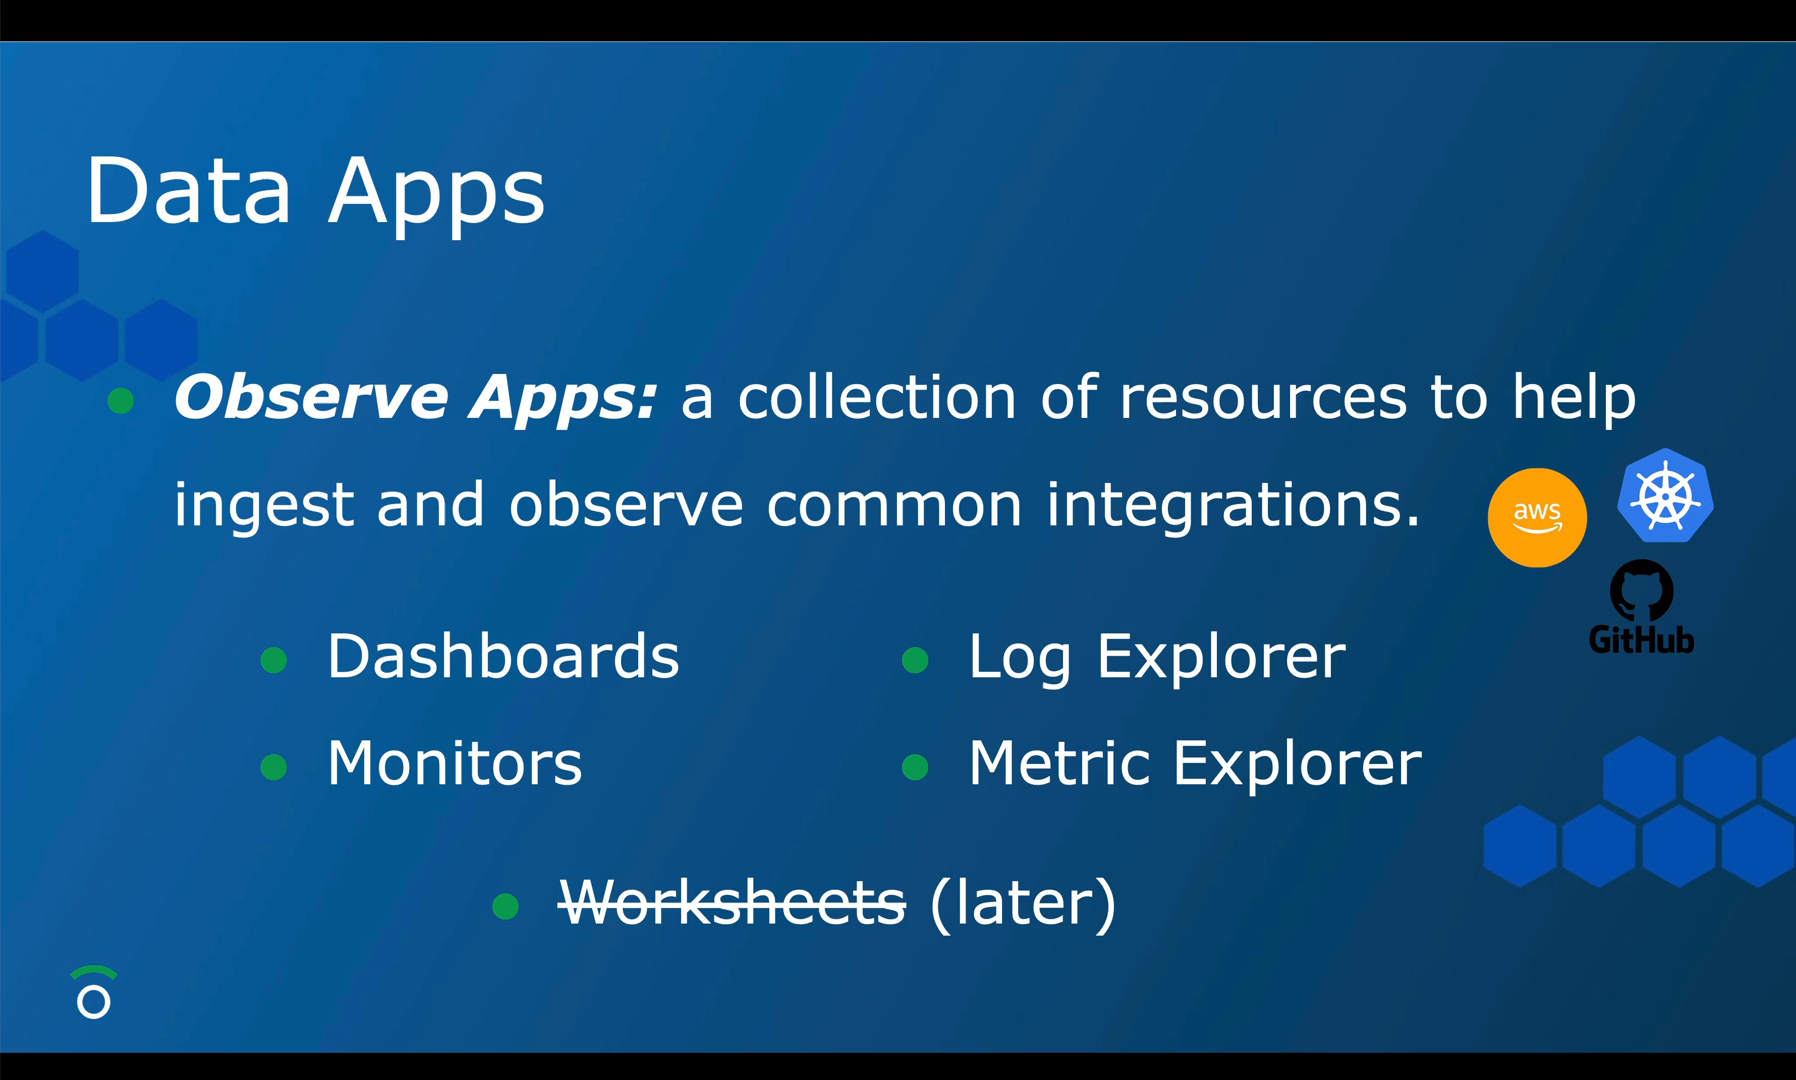 Data Apps
Observe Apps: a collection of resources to help
ingest and observe common integrations.
aws
GitHub
Dashboards
Log Explorer
Monitors
Metric Explorer
Worksheets (later)